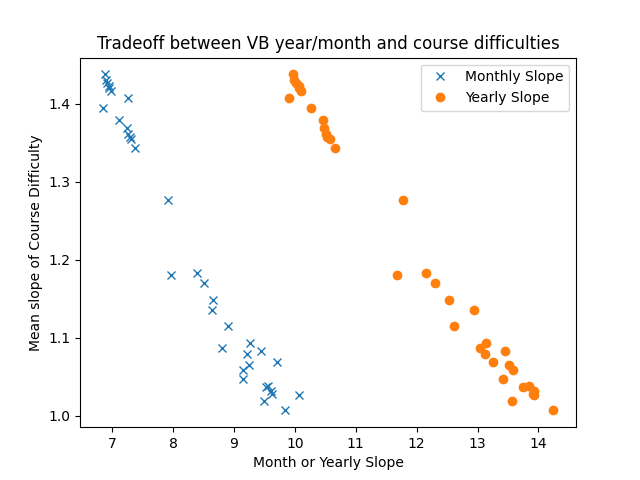 Tradeoff between VB year/month and course difficulties
Monthly Slope
Yearly Slope
Mean slope of Course Difficulty
1.4
1.3
1.2
1.1
1.0
7 8 9 10 11 12 13 14
Month or Yearly Slope